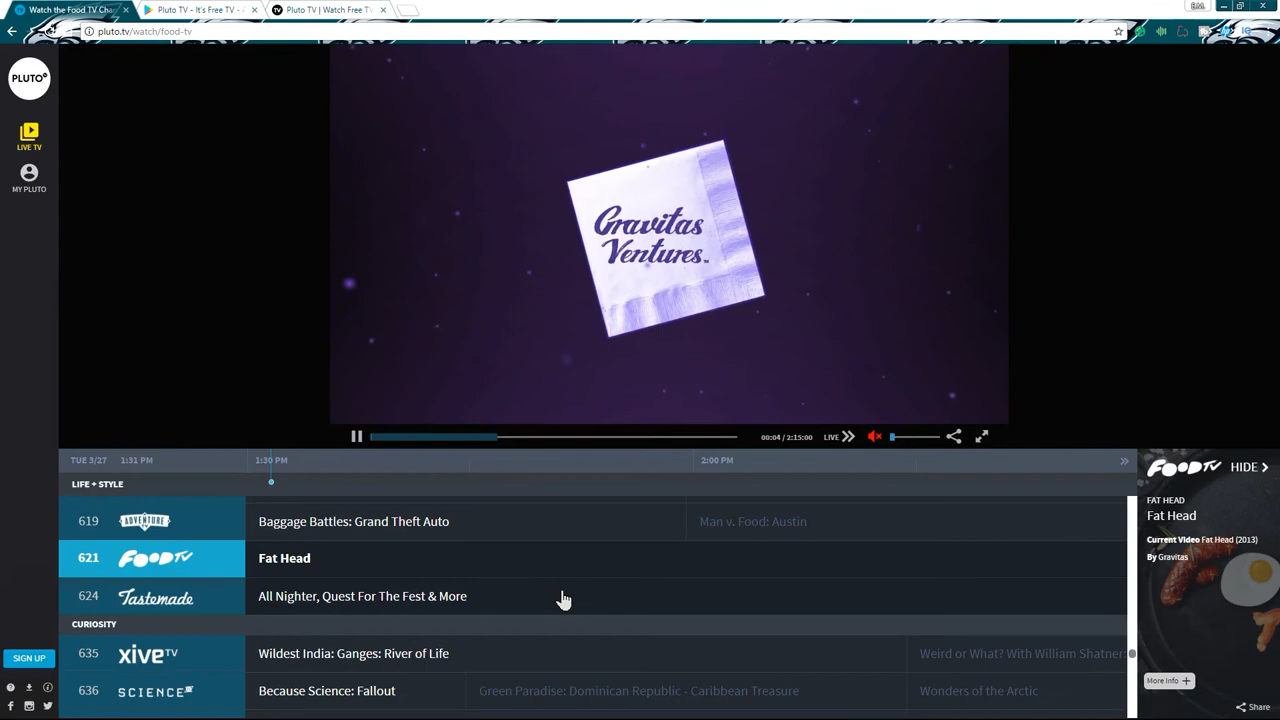 Watch the Food TV Cha
Pluto TV - It's Free TV - A
Pluto TV | Watch Free T
pluto.tv/watch/food-tv
PLUTO
LIVE TV
MY PLUTO
Gravitas
Ventures
00:04 / 2:15:00
LIVE
TUE 3/27
1:31 PM
1:30 PM
2:00 PM
LIFE + STYLE
619
ADVENTURE
Baggage Battles: Grand Theft Auto
Man v. Food: Austin
621
FOODTV
Fat Head
624
Tastemade
All Nighter, Quest For The Fest & More
CURIOSITY
635
xive TV
Wildest India: Ganges: River of Life
Weird or What? With William Shatner:
636
SCIENCE
Because Science: Fallout
Green Paradise: Dominican Republic - Caribbean Treasure
Wonders of the Arctic
FOODTV
HIDE
FAT HEAD
Fat Head
Current Video Fat Head (2013)
By Gravitas
More Info +
Share
SIGN UP